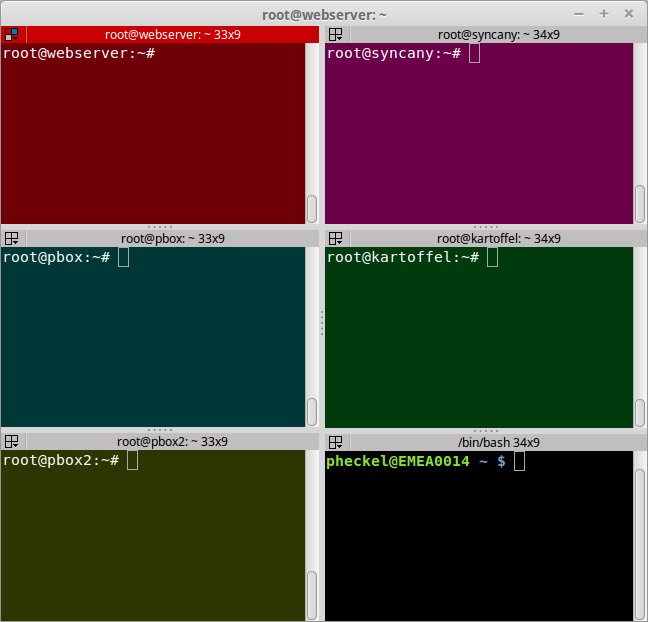 root@webserver: ~
root@webserver: ~ 33x9
root@webserver:~#
root@syncany: ~ 34x9
root@syncany:~#
root@pbox: ~ 33x9
root@pbox:~#
root@kartoffel: ~ 34x9
root@kartoffel:~#
root@pbox2: ~ 33x9
root@pbox2:~#
/bin/bash 34x9
pheckel@EMEA0014 ~ $